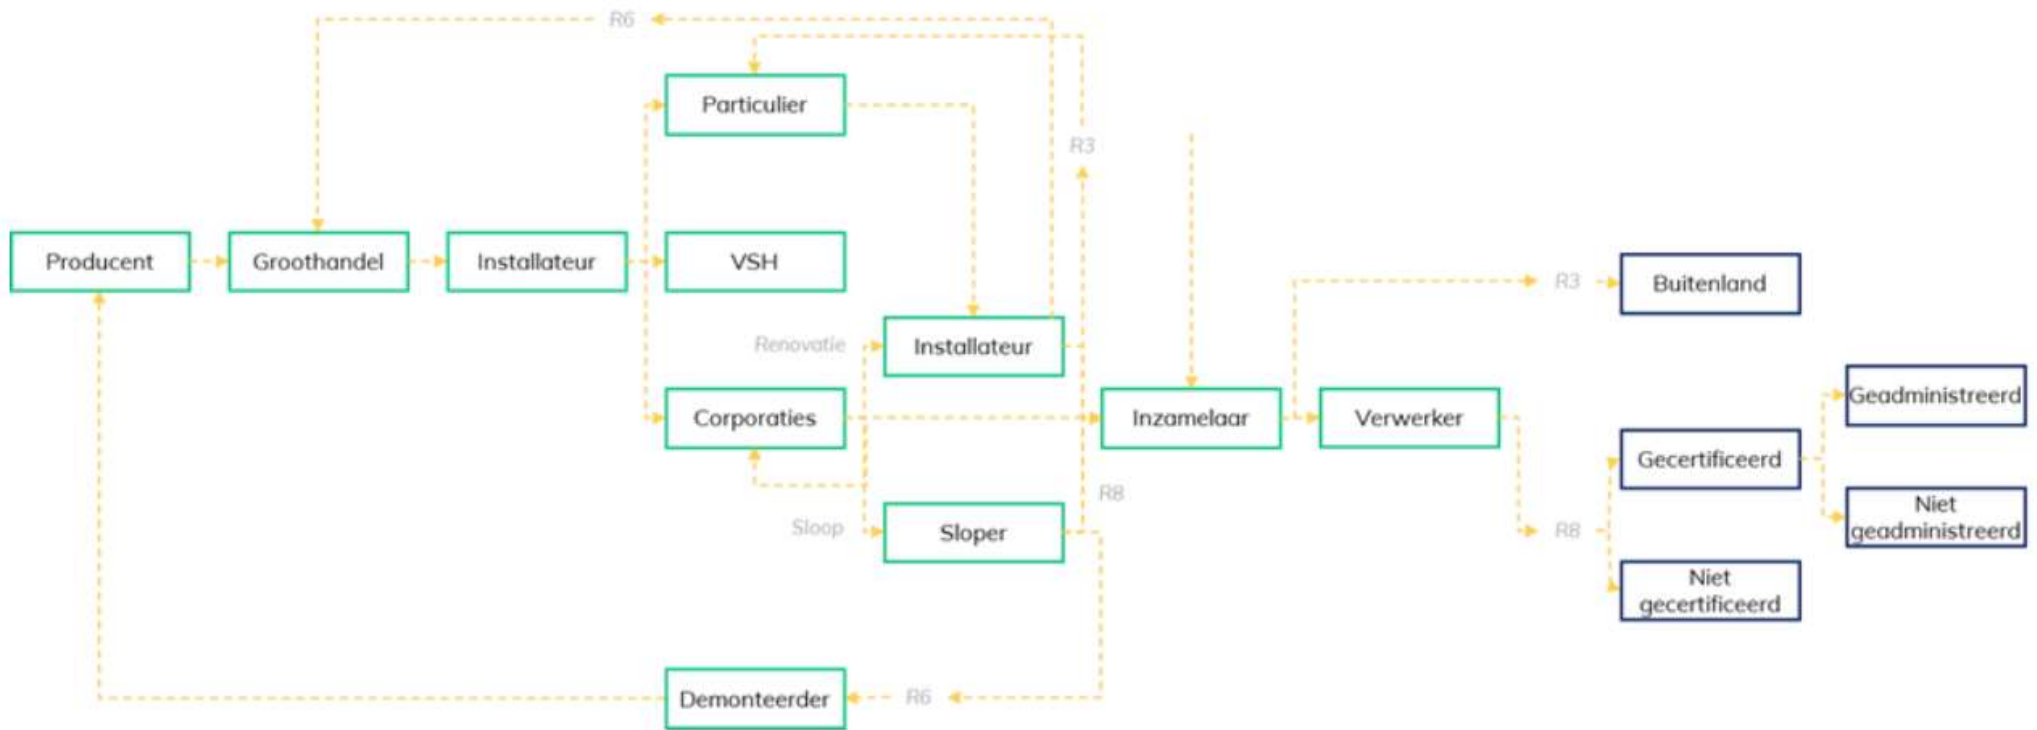 R6
Particulier
R3
Producent
Groothandel
Installateur
VSH
R3
Buitenland
Renovatie
Installateur
Geadministreerd
Corporaties
Inzamelaar
Verwerker
Gecertificeerd
R8
Niet
geadministreerd
Sloop
Sloper
R8
Niet
gecertificeerd
Demonteerder
R6